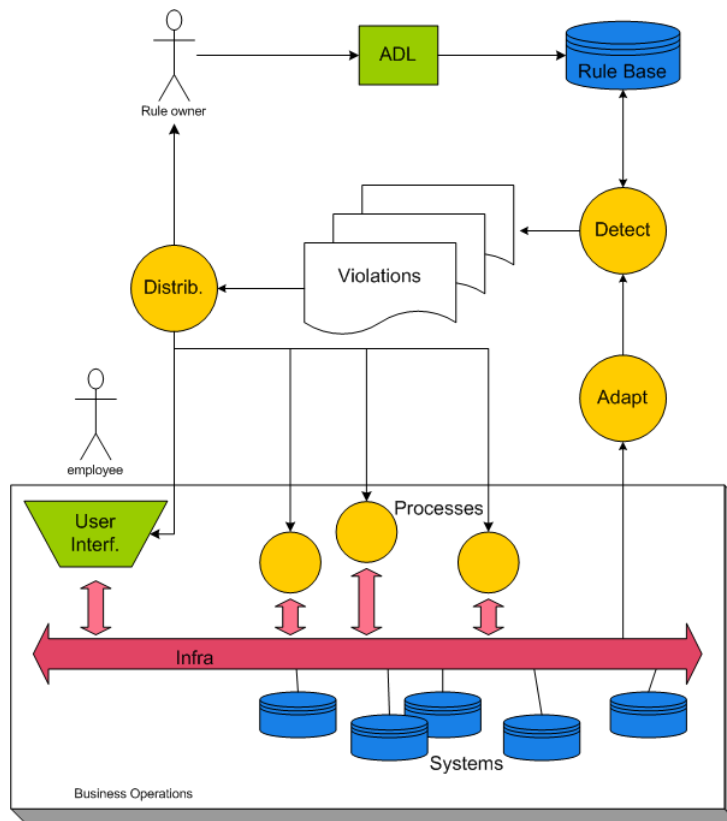 ADL
Rule Base
Rule owner
Detect
Violations
Distrib.
Adapt
employee
User
Interf.
Processes
Infra
Systems
Business Operations